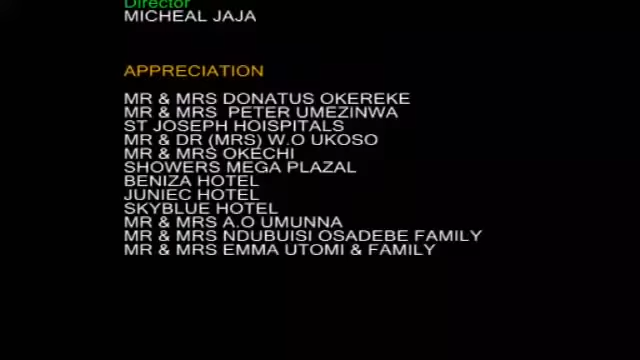 Director
MICHEAL JAJA
APPRECIATION
MR & MRS DONATUS OKEREKE
MR & MRS PETER UMEZINWA
ST JOSEPH HOISPITALS
MR & DR (MRS) W.O UKOSO
MR & MRS OKECHI
SHOWERS MEGA PLAZAL
BENIZA HOTEL
JUNIEC HOTEL
SKYBLUE HOTEL
MR & MRS A.O UMUNNA
MR & MRS NDUBUISI OSADEBE FAMILY
MR & MRS EMMA UTOMI & FAMILY